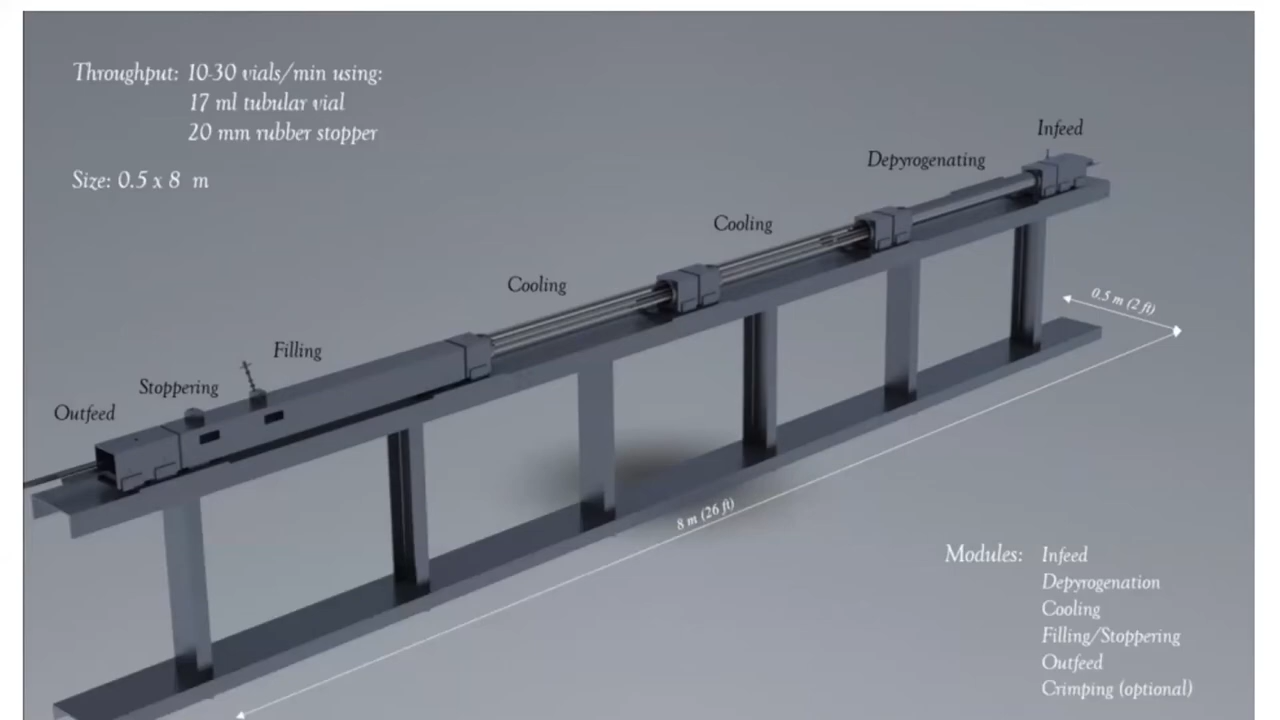 Throughput: 10-30 vials/min using:
17 ml tubular vial
20 mm rubber stopper
Size: 0.5 x 8 m
Infeed
Depyrogenating
Cooling
Cooling
Filling
Stoppering
Outfeed
0.5 m (2 ft)
8 m (26 ft)
Modules: Infeed
Depyrogenation
Cooling
Filling/Stoppering
Outfeed
Crimping (optional)